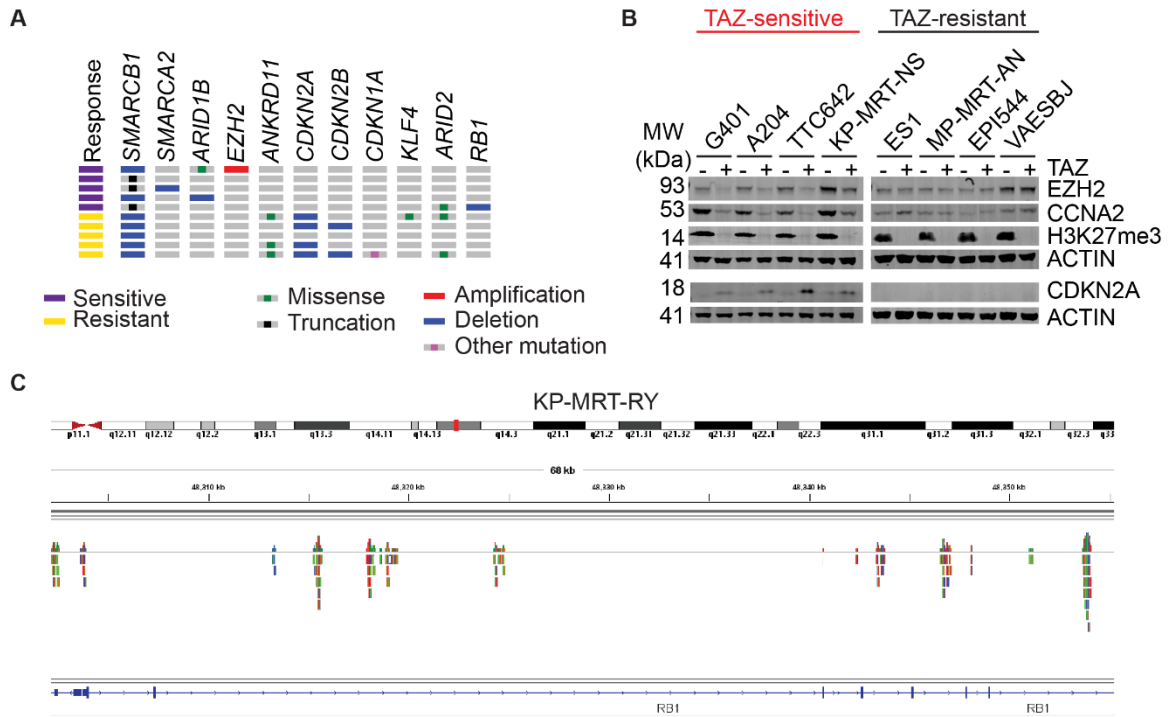 A
Response
SMARCB1
SMARCA2
ARID1B
EZH2
ANKRD11
CDKN2A
CDKN2B
CDKN1A
KLF4
ARID2
RB1
Sensitive
Resistant
Missense
Truncation
Amplification
Deletion
Other mutation
B
TAZ-sensitive TAZ-resistant
G401 A204 TTC642 KP-MRT-NS ES1 MP-MRT-AN EPI544 VAESBJ
MW
(kDa)
- + - + - + - + - + - + - + - + TAZ
93 EZH2
53 CCNA2
14 H3K27me3
41 ACTIN
18 CDKN2A
41 ACTIN
C
KP-MRT-RY
p11.1 q12.11 q12.12 q12.2 q13.1 q13.3 q14.11 q14.13 q14.3 q21.1 q21.2 q21.31 q21.32 q21.33 q22.1 q22.3 q31.1 q31.2 q31.3 q32.1 q32.3 q33
68 kb
48,310 kb 48,320 kb 48,330 kb 48,340 kb 48,350 kb
RB1 RB1